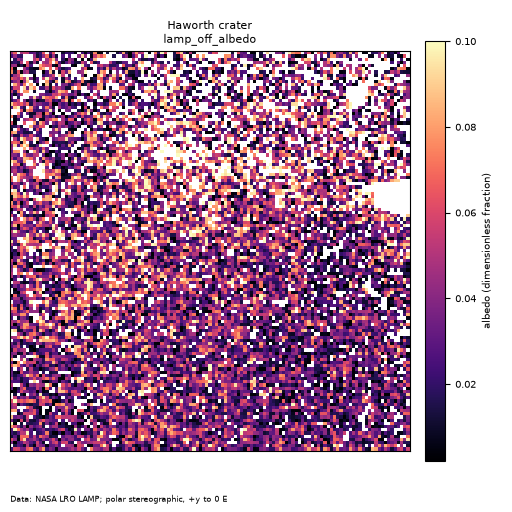 Haworth crater
lamp_off_albedo
0.10
0.08
0.06
0.04
0.02
albedo (dimensionless fraction)
Data: NASA LRO LAMP; polar stereographic, +y to 0 E